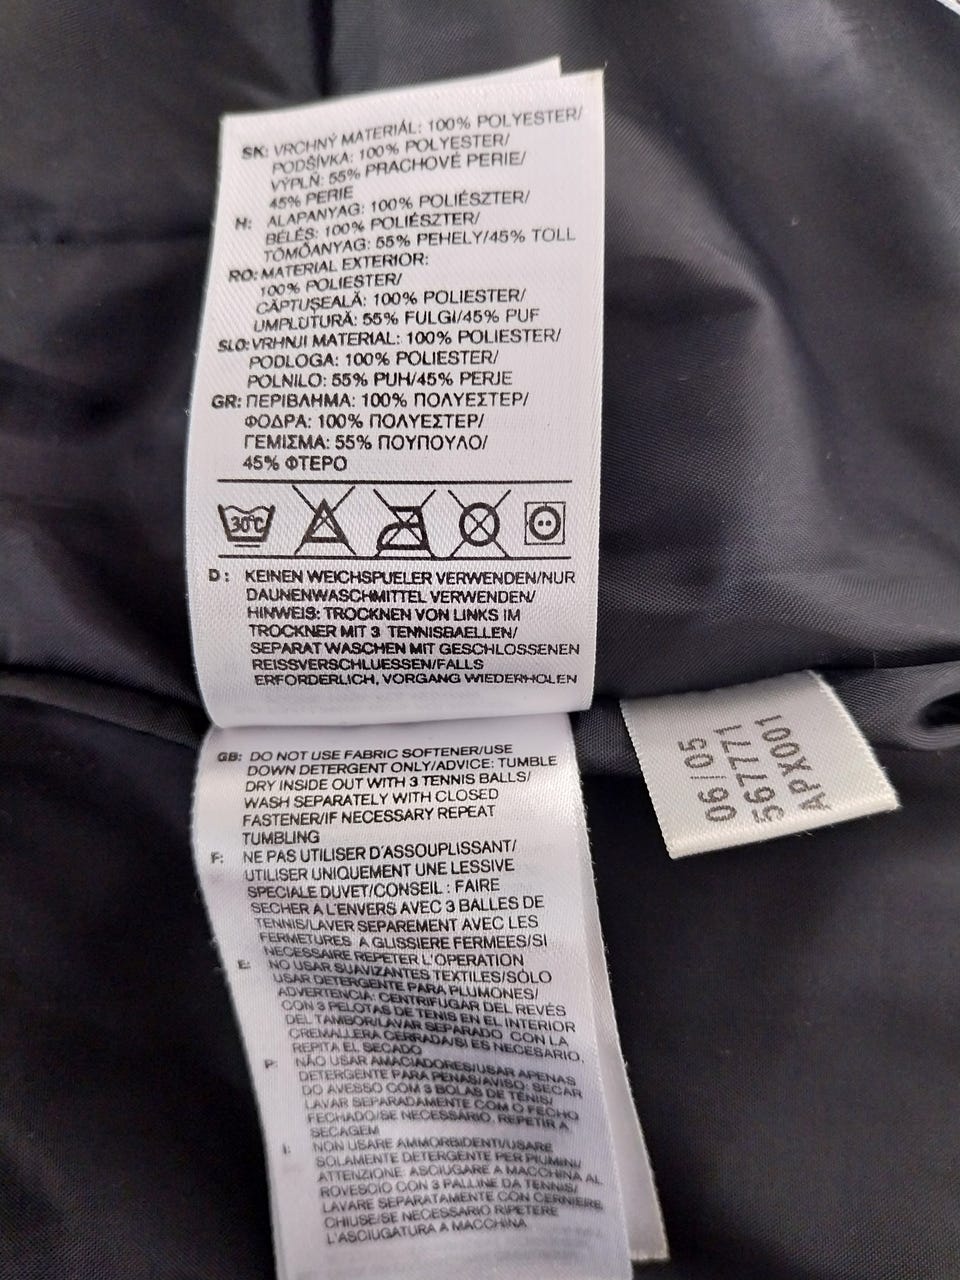 SK: VRCHNÝ MATERIÁL: 100% POLYESTER/
PODŠÍVKA: 100% POLYESTER/
VÝPLŇ: 55% PRACHOVÉ PERIE/
45% PERIE
H: ALAPANYAG: 100% POLIÉSZTER/
BÉLÉS: 100% POLIÉSZTER/
TÖMŐANYAG: 55% PEHELY/45% TOLL
RO: MATERIAL EXTERIOR:
100% POLIESTER/
CĂPTUŞEALĂ: 100% POLIESTER/
UMPLUTURĂ: 55% FULGI/45% PUF
SLO: VRHNJI MATERIAL: 100% POLIESTER/
PODLOGA: 100% POLIESTER/
POLNILO: 55% PUH/45% PERJE
GR: ΠΕΡΙΒΛΗΜΑ: 100% ΠΟΛΥΕΣΤΕΡ/
ΦΟΔΡΑ: 100% ΠΟΛΥΕΣΤΕΡ/
ΓΕΜΙΣΜΑ: 55% ΠΟΥΠΟΥΛΟ/
45% ΦΤΕΡΟ
30°C
D: KEINEN WEICHSPUELER VERWENDEN/NUR
DAUNENWASCHMITTEL VERWENDEN/
HINWEIS: TROCKNEN VON LINKS IM
TROCKNER MIT 3 TENNISBAELLEN/
SEPARAT WASCHEN MIT GESCHLOSSENEN
REISSVERSCHLUESSEN/FALLS
ERFORDERLICH, VORGANG WIEDERHOLEN
GB: DO NOT USE FABRIC SOFTENER/USE
DOWN DETERGENT ONLY/ADVICE: TUMBLE
DRY INSIDE OUT WITH 3 TENNIS BALLS/
WASH SEPARATELY WITH CLOSED
FASTENER/IF NECESSARY REPEAT
TUMBLING
F: NE PAS UTILISER D'ASSOUPLISSANT/
UTILISER UNIQUEMENT UNE LESSIVE
SPECIALE DUVET/CONSEIL : FAIRE
SECHER A L'ENVERS AVEC 3 BALLES DE
TENNIS/LAVER SEPAREMENT AVEC LES
FERMETURES A GLISSIERE FERMEES/SI
NECESSAIRE REPETER L'OPERATION
E: NO USAR SUAVIZANTES TEXTILES/SÓLO
USAR DETERGENTE PARA PLUMONES/
ADVERTENCIA: CENTRIFUGAR DEL REVÉS
CON 3 PELOTAS DE TENIS EN EL INTERIOR
DEL TAMBOR/LAVAR SEPARADO CON LA
CREMALLERA CERRADA/SI ES NECESARIO,
REPITA EL SECADO
P: NÃO USAR AMACIADORES/USAR APENAS
DETERGENTE PARA PENAS/AVISO: SECAR
DO AVESSO COM 3 BOLAS DE TÉNIS/
LAVAR SEPARADAMENTE COM O FECHO
FECHADO/SE NECESSÁRIO, REPETIR A
SECAGEM
I: NON USARE AMMORBIDENTI/USARE
SOLAMENTE DETERGENTE PER PIUMINI/
ATTENZIONE: ASCIUGARE A MACCHINA AL
ROVESCIO CON 3 PALLINE DA TENNIS/
LAVARE SEPARATAMENTE CON CERNIERE
CHIUSE/SE NECESSARIO RIPETERE
L'ASCIUGATURA A MACCHINA
06|05
567771
APX001